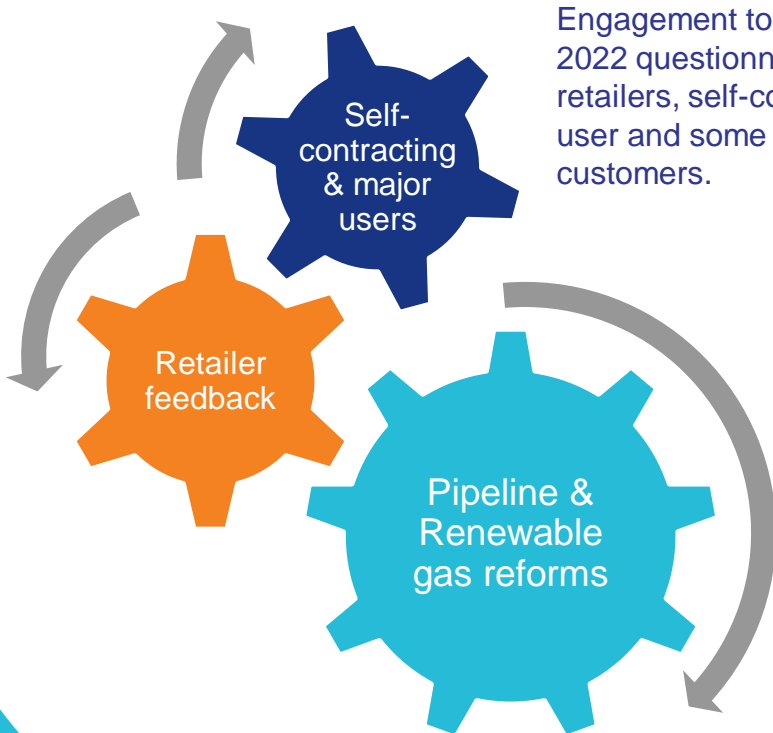 Engagement to
2022 questionn
retailers, self-co
user and some
customers.
Self-
contracting
& major
users
Retailer
feedback
Pipeline &
Renewable
gas reforms